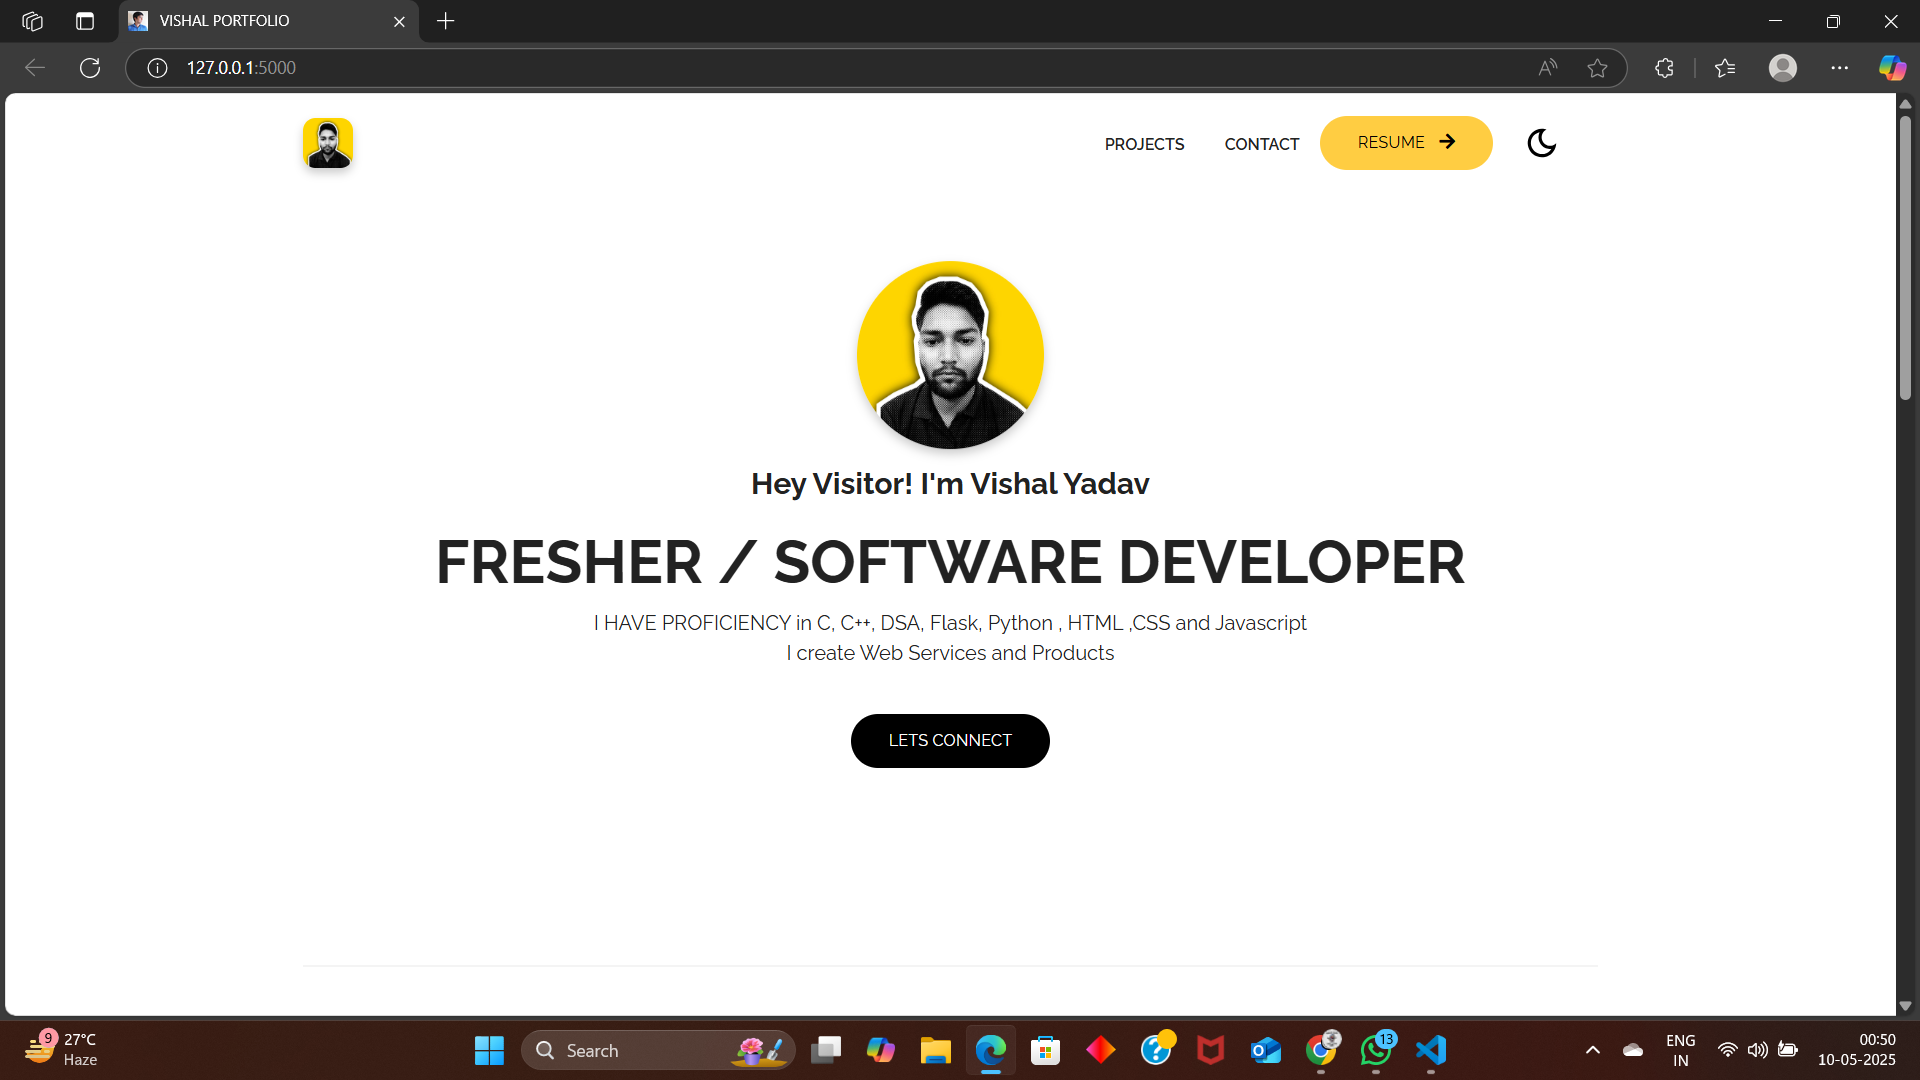 VISHAL PORTFOLIO
127.0.0.1:5000
PROJECTS
CONTACT
RESUME
Hey Visitor! I'm Vishal Yadav
FRESHER / SOFTWARE DEVELOPER
I HAVE PROFICIENCY in C, C++, DSA, Flask, Python , HTML ,CSS and Javascript
I create Web Services and Products
LETS CONNECT
9
27°C
Haze
Search
13
ENG
IN
00:50
10-05-2025